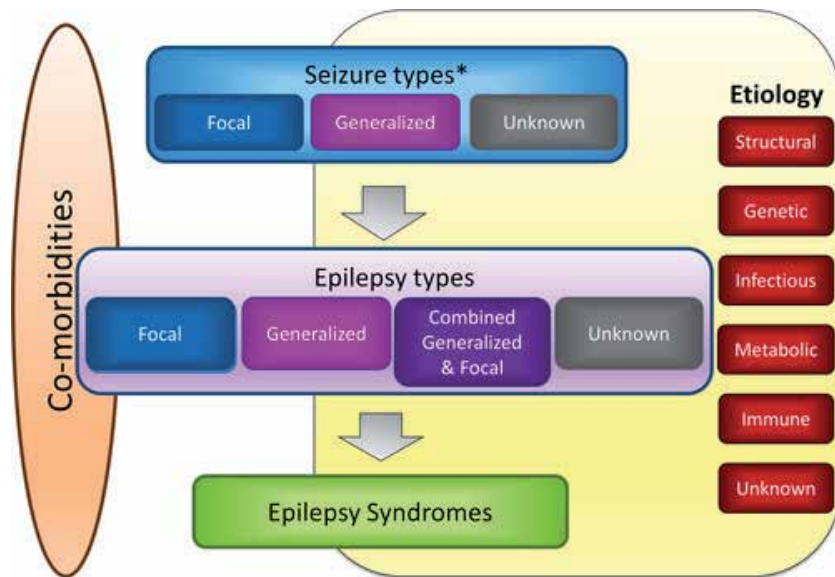 Co-morbidities
Seizure types*
Focal
Generalized
Unknown
Epilepsy types
Focal
Generalized
Combined
Generalized
& Focal
Unknown
Epilepsy Syndromes
Etiology
Structural
Genetic
Infectious
Metabolic
Immune
Unknown